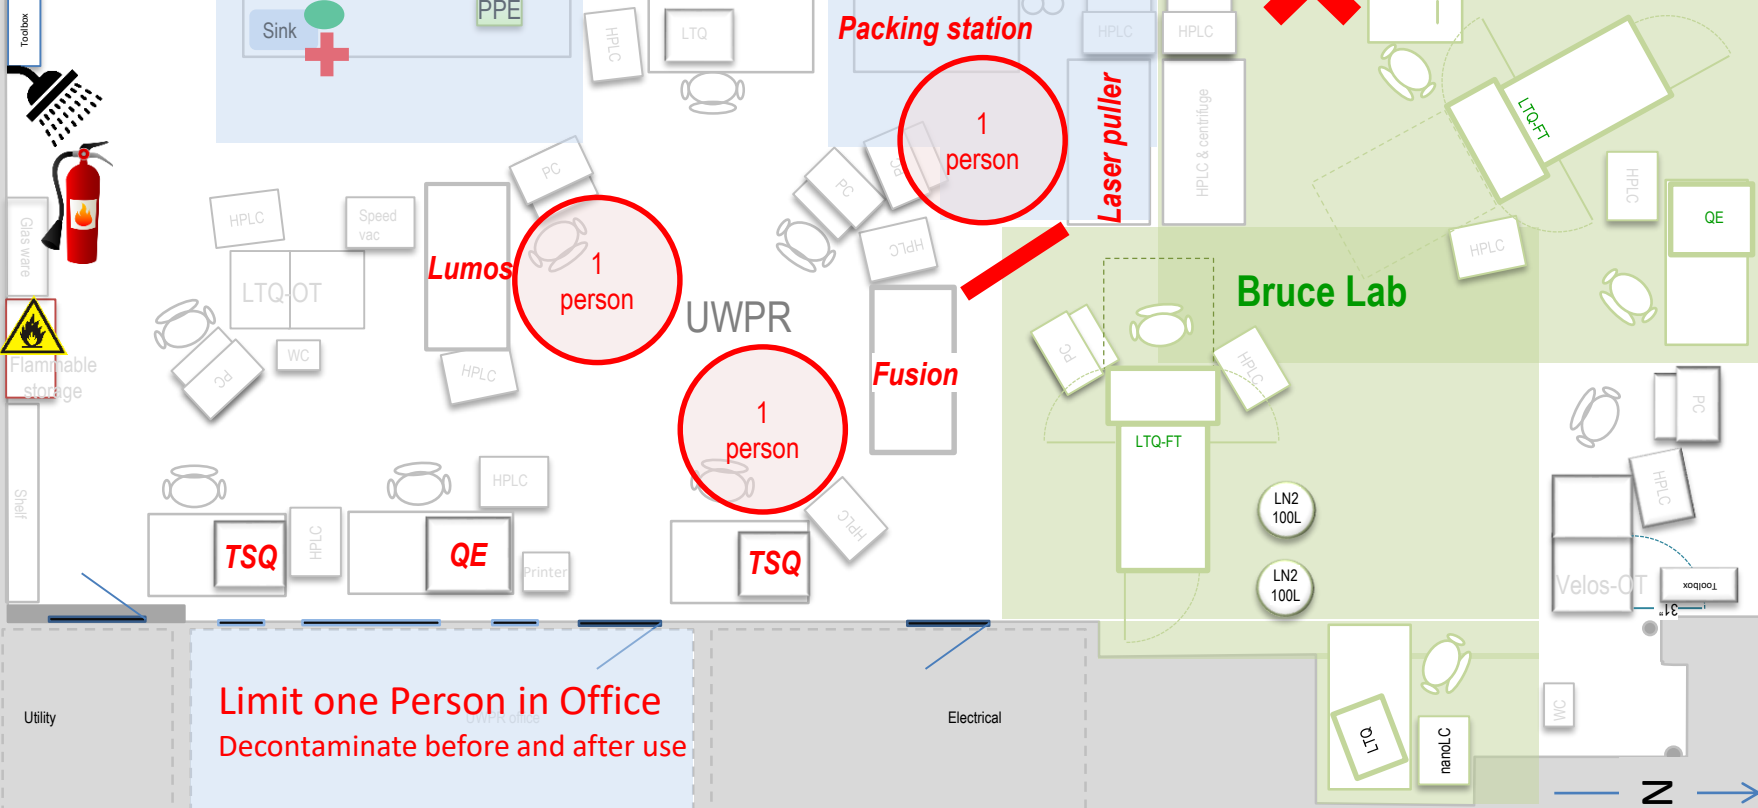 Toolbox
Sink
PPE
HPLC
LTQ
Packing station
HPLC
HPLC
1
person
Laser puller
HPLC & centrifuge
LTQ-FT
HPLC
QE
HPLC
Glas ware
HPLC
Speed
vac
PC
PC
PC
HPLC
Lumos
1
person
LTQ-OT
UWPR
Bruce Lab
Flammable
storage
WC
PC
HPLC
Fusion
PC
HPLC
1
person
LTQ-FT
PC
HPLC
Shelf
HPLC
HPLC
HPLC
TSQ
QE
Printer
TSQ
LN2
100L
LN2
100L
Velos-OT
Toolbox
31"
Utility
Limit one Person in Office
UWPR office
Decontaminate before and after use
Electrical
LTQ
nanoLC
WC
N